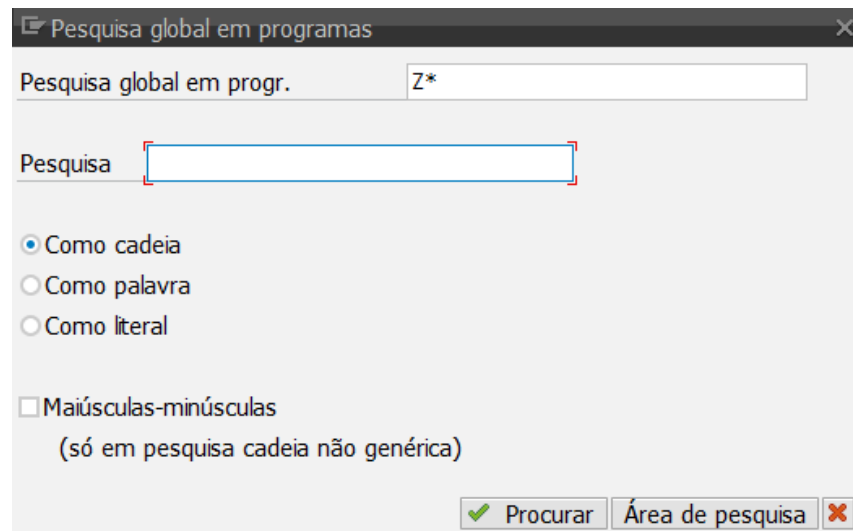 Pesquisa global em programas
Pesquisa global em progr. Z*
Pesquisa
Como cadeia
Como palavra
Como literal
Maiúsculas-minúsculas
(só em pesquisa cadeia não genérica)
Procurar Área de pesquisa